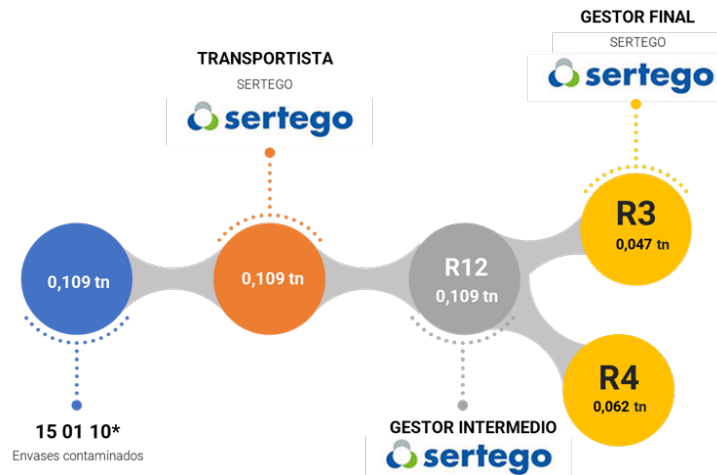 GESTOR FINAL
SERTEGO
sertego
TRANSPORTISTA
SERTEGO
sertego
R3
0,047 tn
0,109 tn
0,109 tn
R12
0,109 tn
R4
0,062 tn
15 01 10*
Envases contaminados
GESTOR INTERMEDIO
sertego